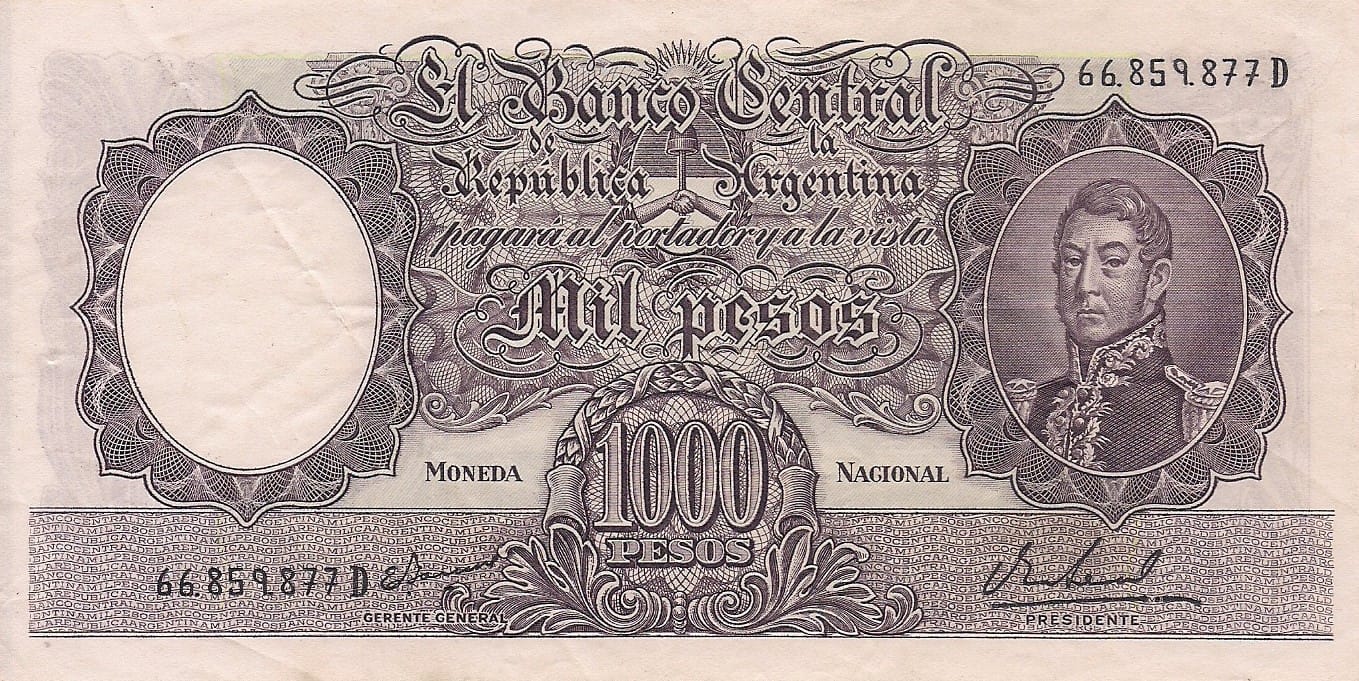 El Banco Central
66.859.877 D
de la
República Argentina
pagará al portador y a la vista
Mil pesos
MONEDA NACIONAL
1000
PESOS
66.859.877 D
GERENTE GENERAL
PRESIDENTE
BANCOCENTRALDELAREPUBLICAARGENTINAMILPESOS